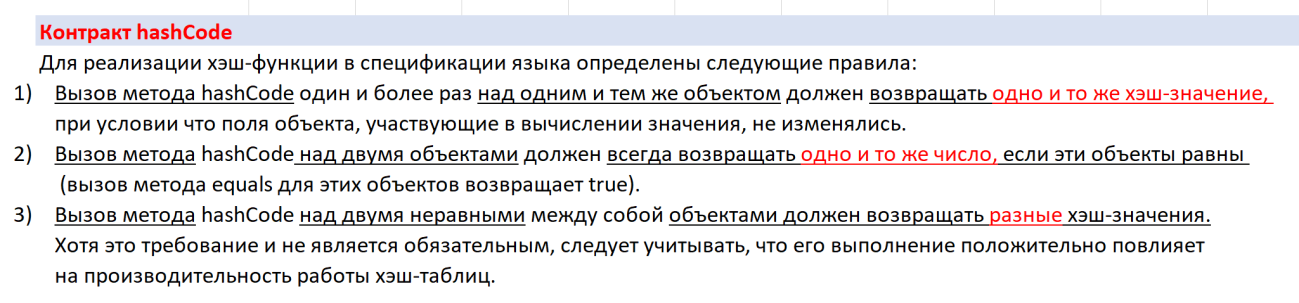 Контракт hashCode
Для реализации хэш-функции в спецификации языка определены следующие правила:
1) Вызов метода hashCode один и более раз над одним и тем же объектом должен возвращать одно и то же хэш-значение,
при условии что поля объекта, участвующие в вычислении значения, не изменялись.
2) Вызов метода hashCode над двумя объектами должен всегда возвращать одно и то же число, если эти объекты равны
(вызов метода equals для этих объектов возвращает true).
3) Вызов метода hashCode над двумя неравными между собой объектами должен возвращать разные хэш-значения.
Хотя это требование и не является обязательным, следует учитывать, что его выполнение положительно повлияет
на производительность работы хэш-таблиц.